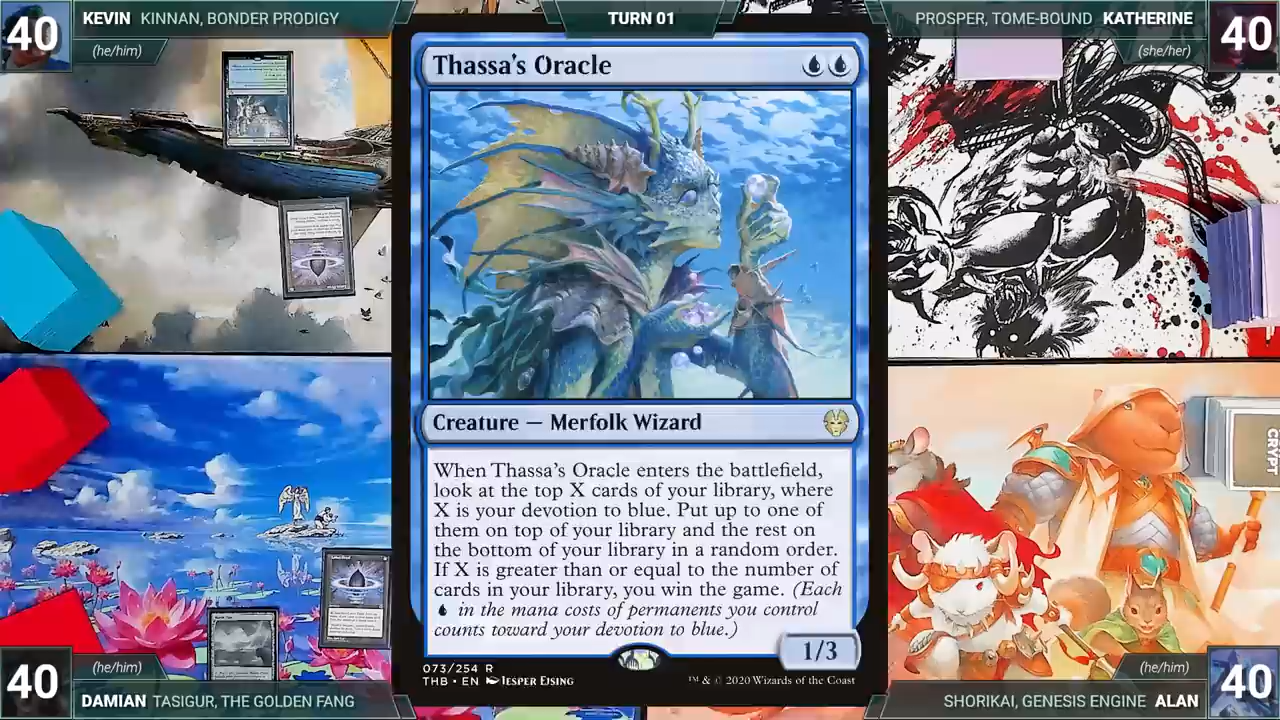 40
KEVIN KINNAN, BONDER PRODIGY
(he/him)
TURN 01
PROSPER, TOME-BOUND KATHERINE
(she/her)
40
Thassa's Oracle
Creature — Merfolk Wizard
When Thassa's Oracle enters the battlefield,
look at the top X cards of your library, where
X is your devotion to blue. Put up to one of
them on top of your library and the rest on
the bottom of your library in a random order.
If X is greater than or equal to the number of
cards in your library, you win the game. (Each
in the mana costs of permanents you control
counts toward your devotion to blue.)
1/3
073/254 R
THB • EN JESPER EJSING
™ & © 2020 Wizards of the Coast
CRYPT
40
(he/him)
DAMIAN TASIGUR, THE GOLDEN FANG
(he/him)
SHORIKAI, GENESIS ENGINE ALAN
40